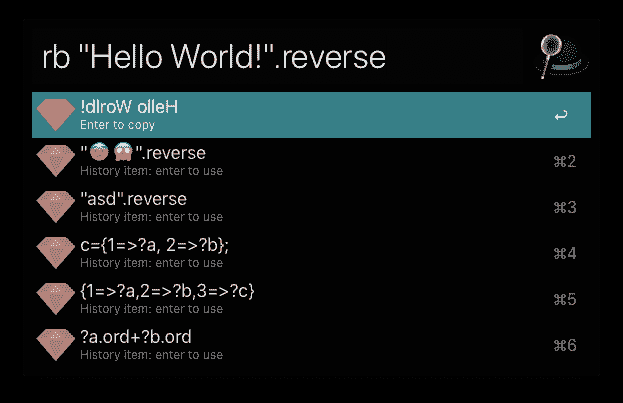 rb "Hello World!".reverse
!dlroW olleH
Enter to copy
"".reverse
History item: enter to use
⌘2
"asd".reverse
History item: enter to use
⌘3
c={1=>?a, 2=>?b};
History item: enter to use
⌘4
{1=>?a,2=>?b,3=>?c}
History item: enter to use
⌘5
?a.ord+?b.ord
History item: enter to use
⌘6